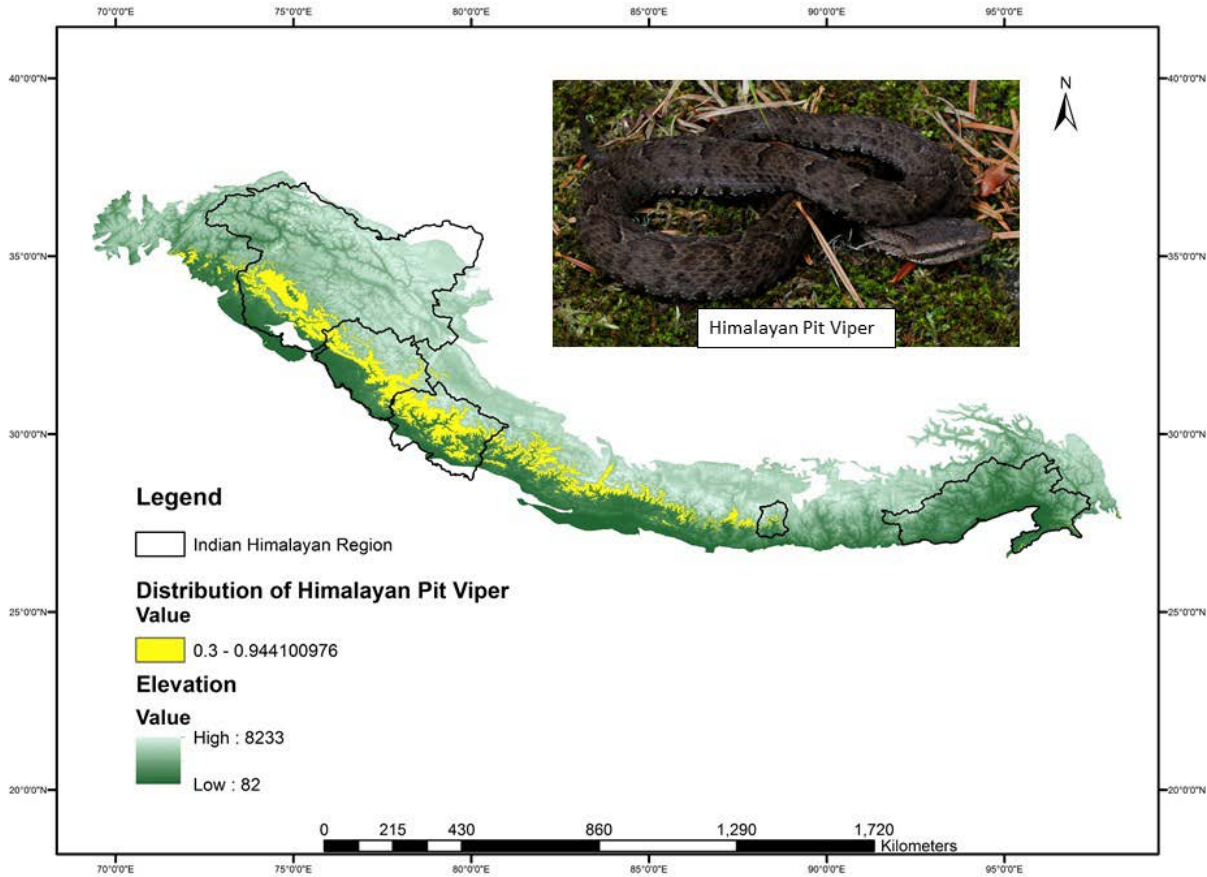 70°0'0"E 75°0'0"E 80°0'0"E 85°0'0"E 90°0'0"E 95°0'0"E
40°0'0"N 40°0'0"N
N
Himalayan Pit Viper
35°0'0"N 35°0'0"N
30°0'0"N 30°0'0"N
Legend
Indian Himalayan Region
Distribution of Himalayan Pit Viper
Value
0.3 - 0.944100976
Elevation
Value
High : 8233
Low : 82
25°0'0"N 25°0'0"N
20°0'0"N 20°0'0"N
0 215 430 860 1,290 1,720
Kilometers
70°0'0"E 75°0'0"E 80°0'0"E 85°0'0"E 90°0'0"E 95°0'0"E